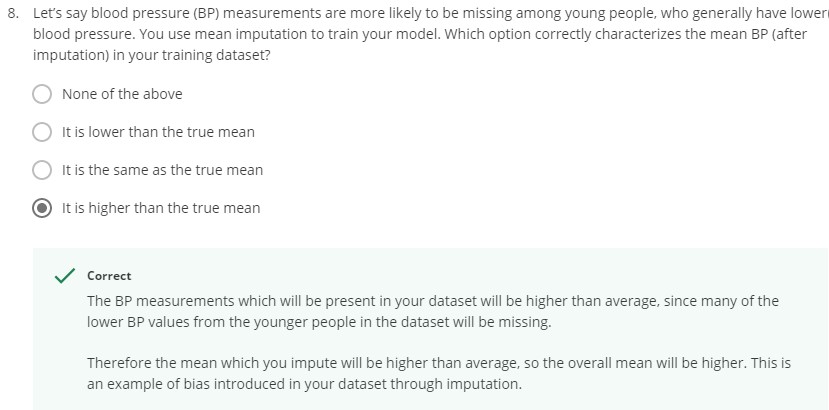 8. Let's say blood pressure (BP) measurements are more likely to be missing among young people, who generally have lower
blood pressure. You use mean imputation to train your model. Which option correctly characterizes the mean BP (after
imputation) in your training dataset?
None of the above
It is lower than the true mean
It is the same as the true mean
It is higher than the true mean
Correct
The BP measurements which will be present in your dataset will be higher than average, since many of the
lower BP values from the younger people in the dataset will be missing.
Therefore the mean which you impute will be higher than average, so the overall mean will be higher. This is
an example of bias introduced in your dataset through imputation.